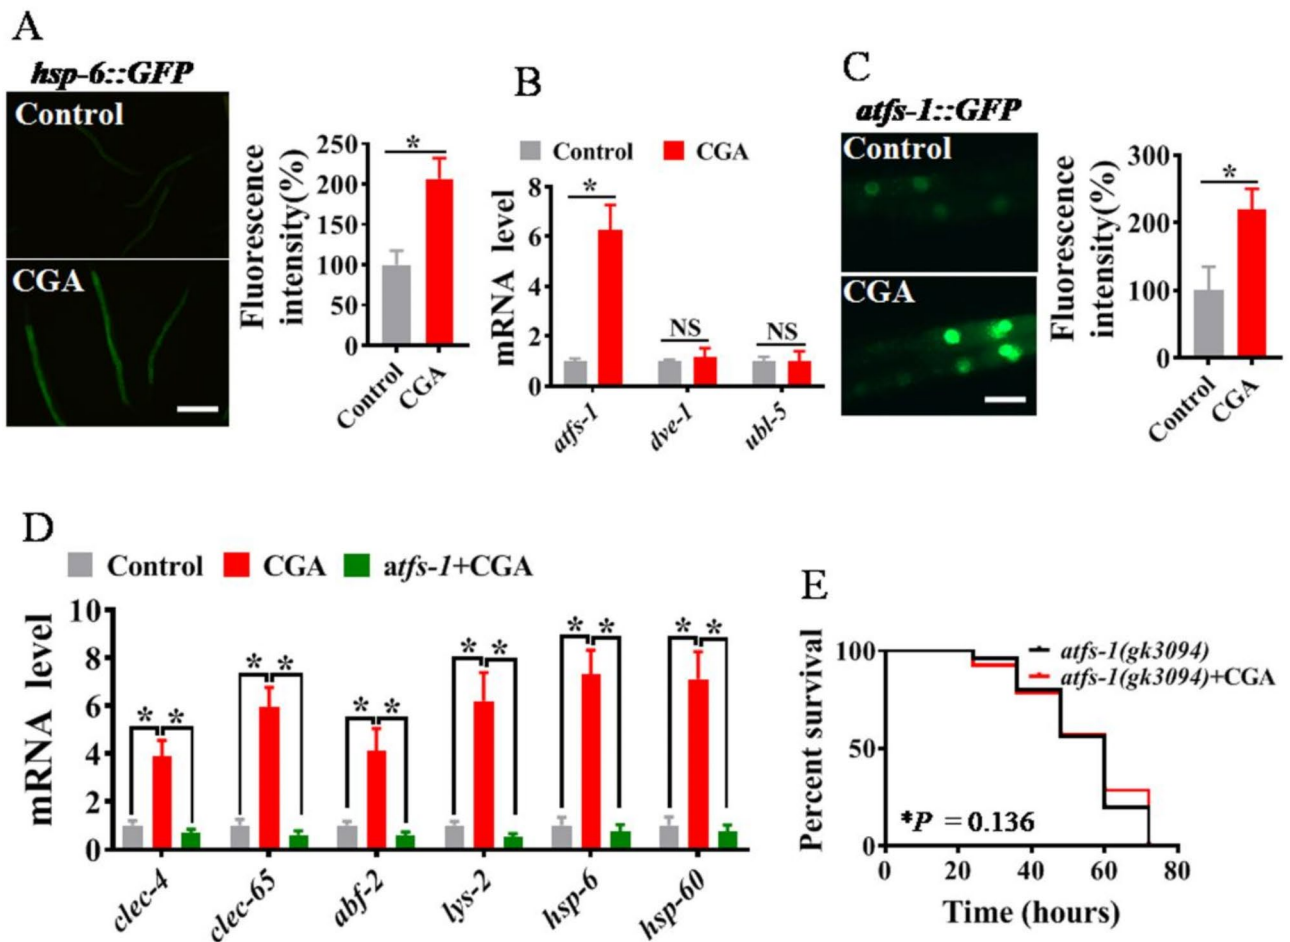 A
hsp-6::GFP
Control
CGA
Fluorescence
intensity(%)
250
200
150
100
50
0
*
Control
CGA
B
Control
CGA
mRNA level
8
6
4
2
0
*
NS
NS
atfs-1
dve-1
ubl-5
C
atfs-1::GFP
Control
CGA
Fluorescence
intensity(%)
300
200
100
0
*
Control
CGA
D
Control
CGA
atfs-1+CGA
mRNA level
10
8
6
4
2
0
* *
* *
* *
* *
* *
* *
clec-4
clec-65
abf-2
lys-2
hsp-6
hsp-60
E
Percent survival
100
50
0
atfs-1(gk3094)
atfs-1(gk3094)+CGA
*P = 0.136
0
20
40
60
80
Time (hours)